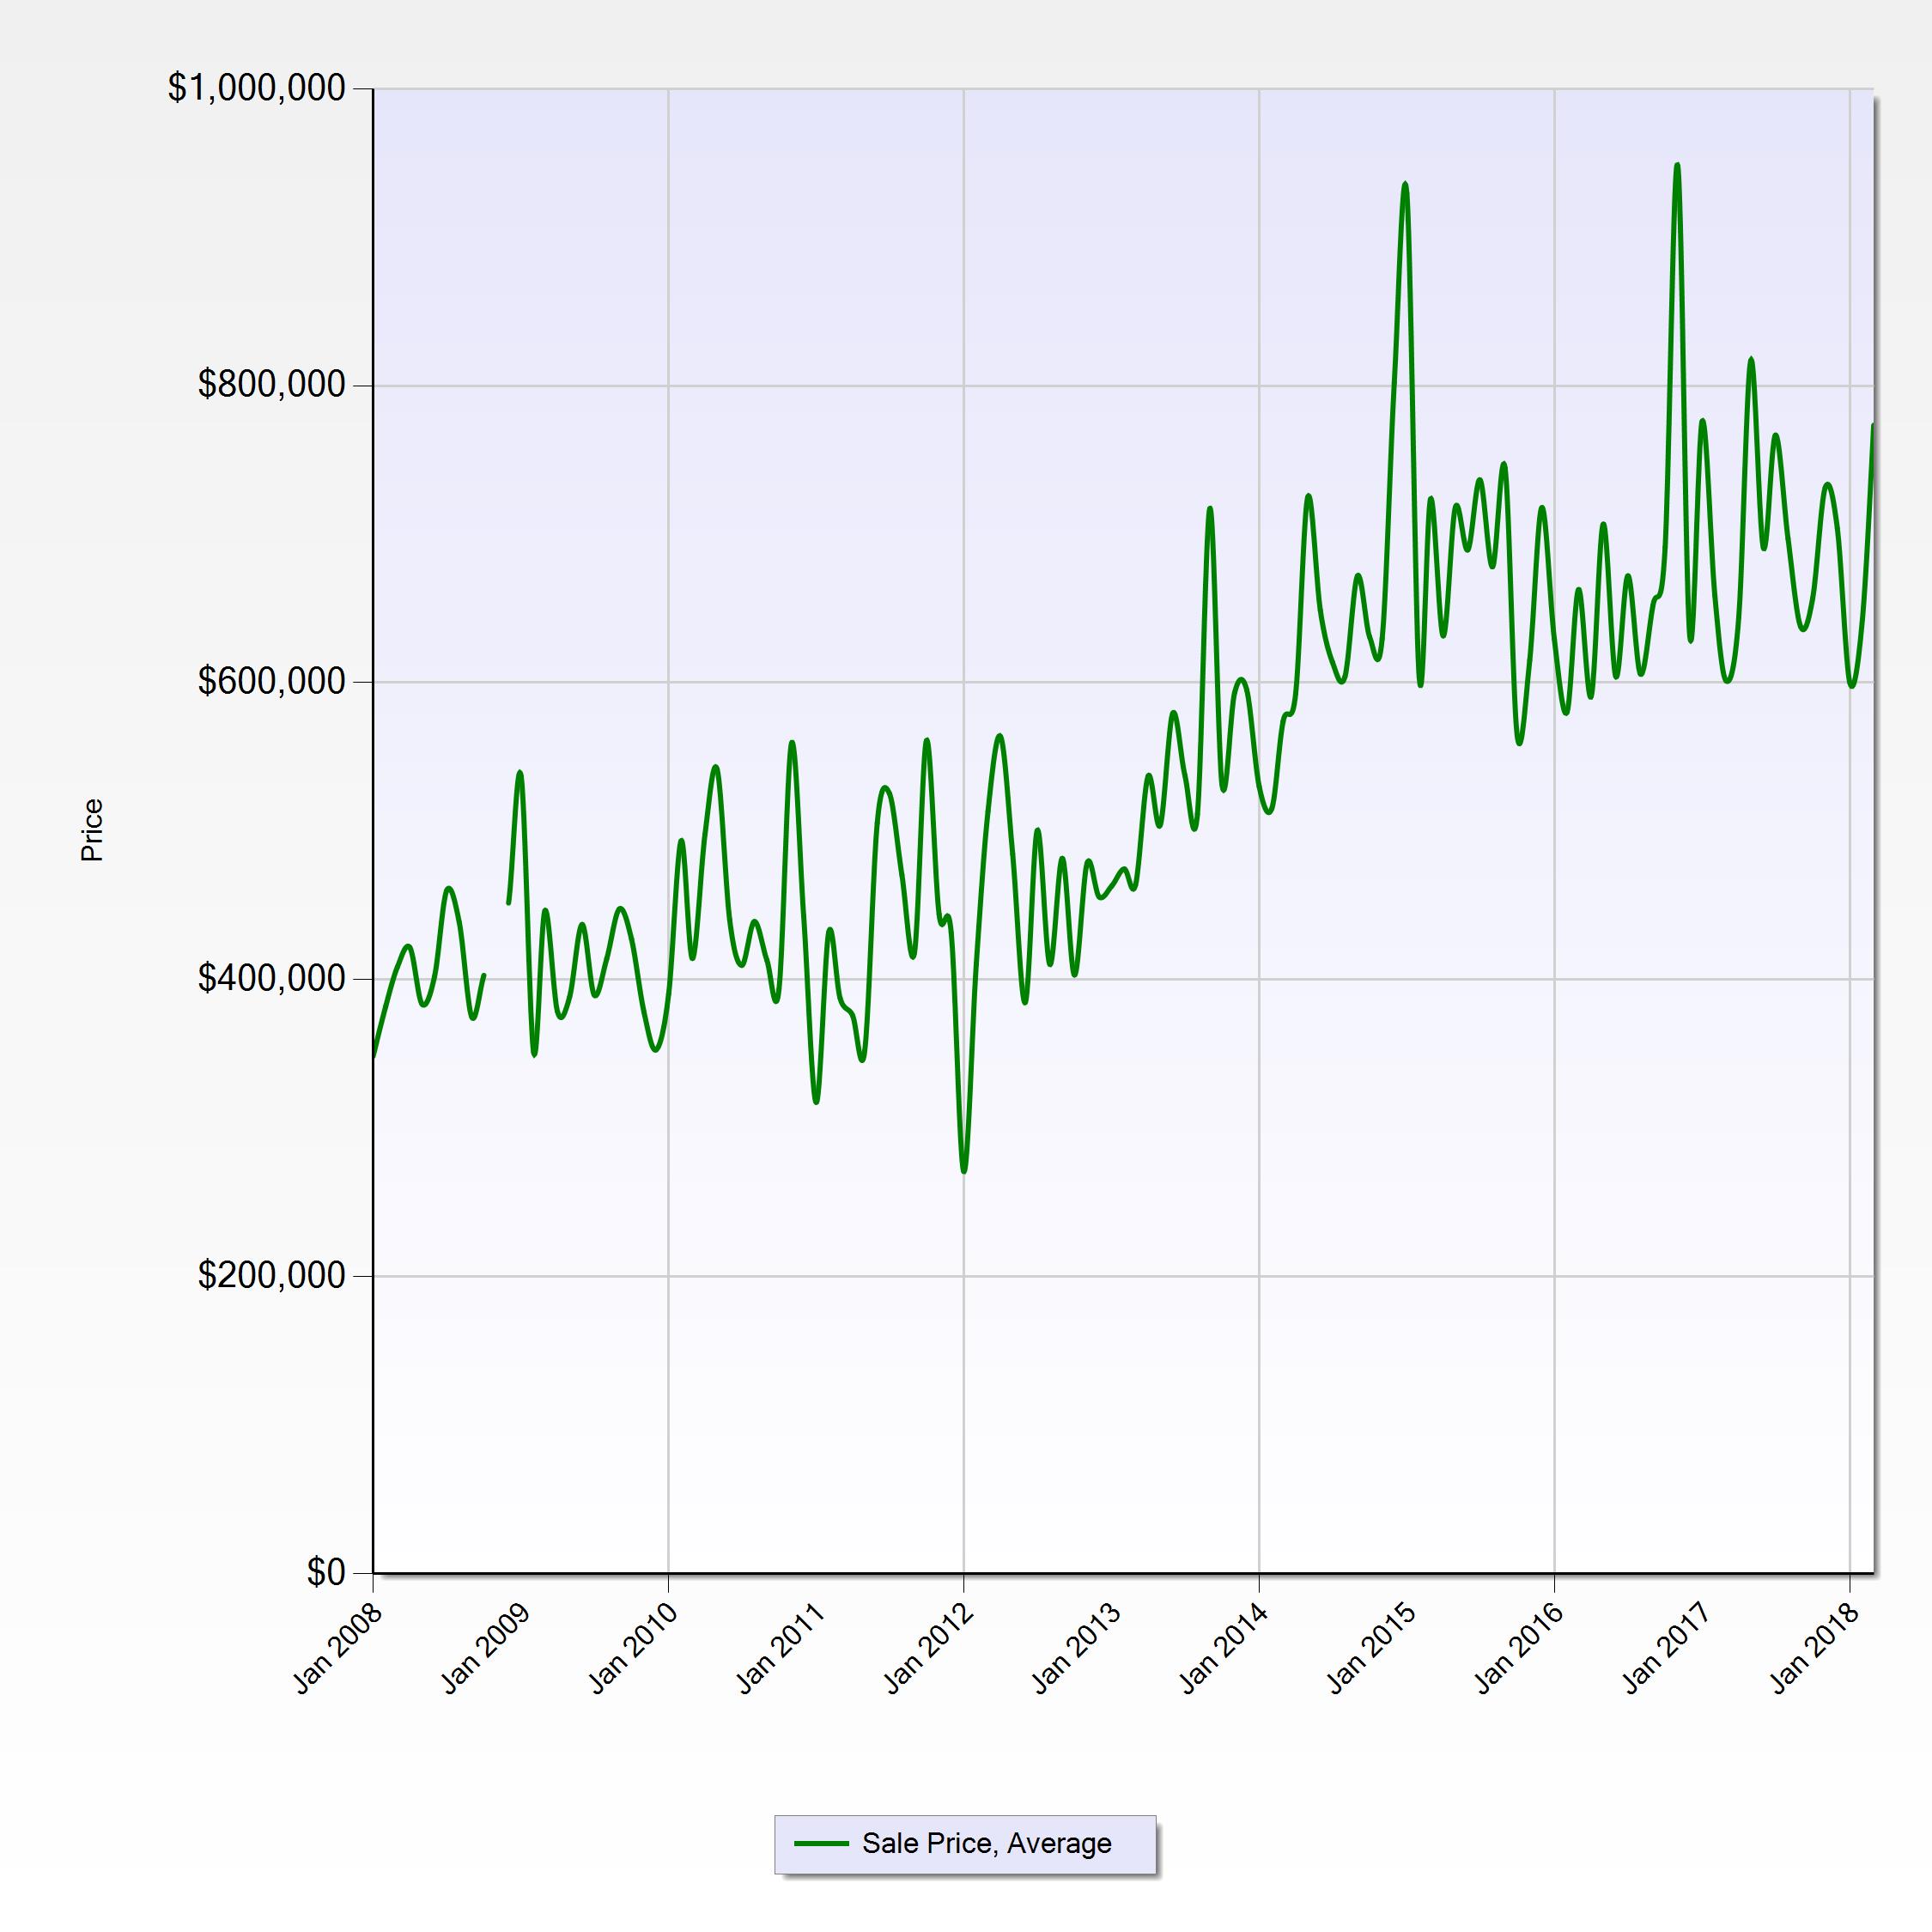 $1,000,000
$800,000
$600,000
$400,000
$200,000
$0
Price
Jan 2008
Jan 2009
Jan 2010
Jan 2011
Jan 2012
Jan 2013
Jan 2014
Jan 2015
Jan 2016
Jan 2017
Jan 2018
Sale Price, Average